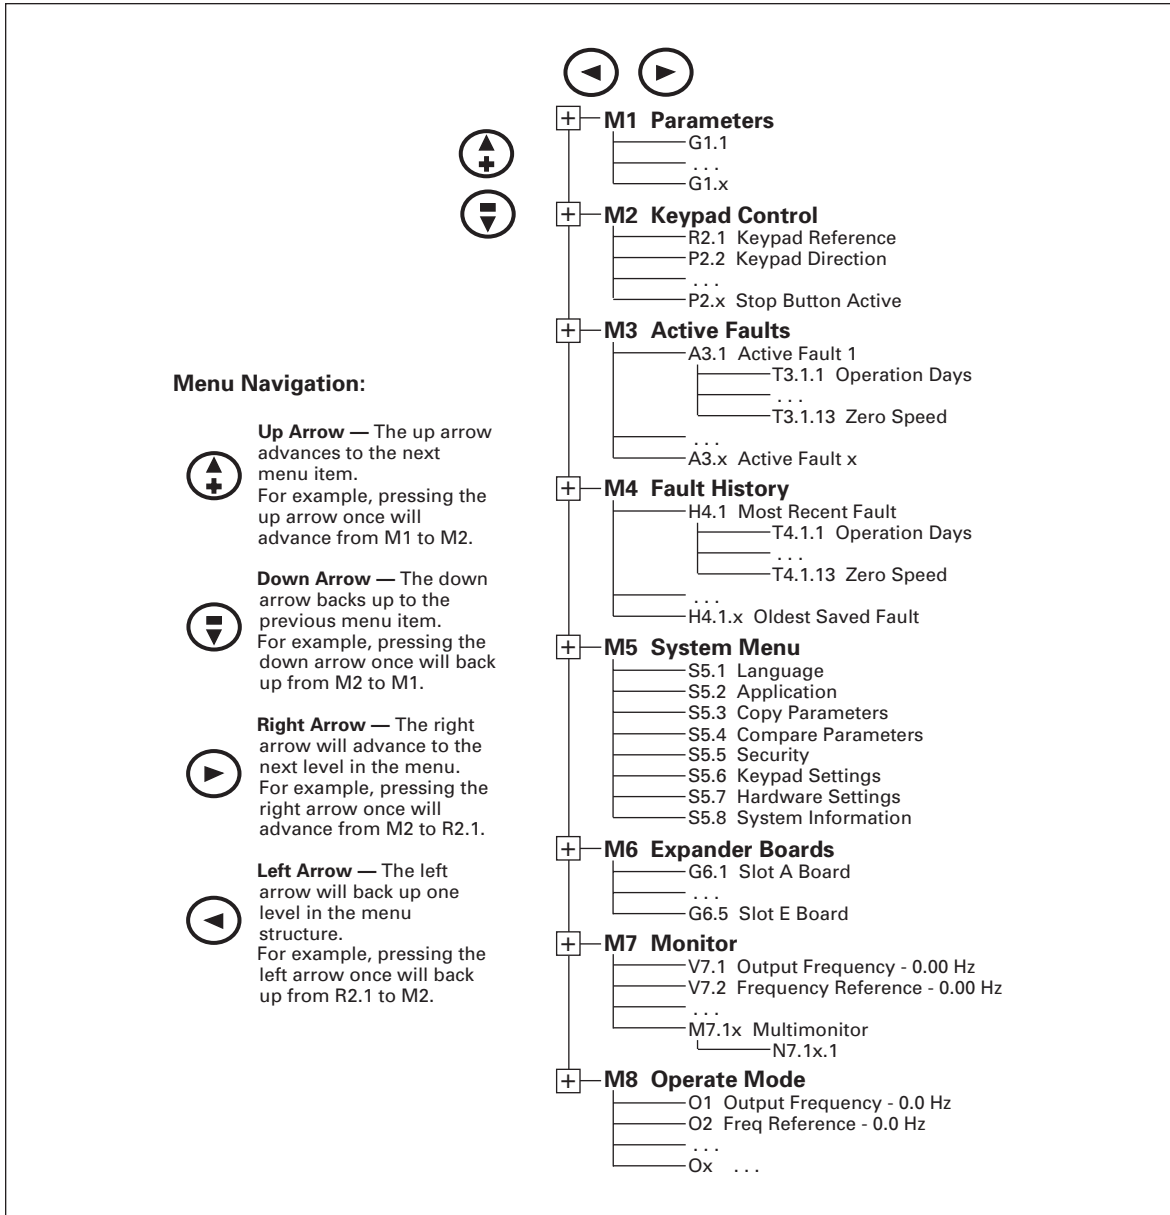 M1 Parameters
G1.1
. . .
G1.x
M2 Keypad Control
R2.1 Keypad Reference
P2.2 Keypad Direction
. . .
P2.x Stop Button Active
M3 Active Faults
A3.1 Active Fault 1
T3.1.1 Operation Days
. . .
T3.1.13 Zero Speed
. . .
A3.x Active Fault x
M4 Fault History
H4.1 Most Recent Fault
T4.1.1 Operation Days
. . .
T4.1.13 Zero Speed
. . .
H4.1.x Oldest Saved Fault
M5 System Menu
S5.1 Language
S5.2 Application
S5.3 Copy Parameters
S5.4 Compare Parameters
S5.5 Security
S5.6 Keypad Settings
S5.7 Hardware Settings
S5.8 System Information
M6 Expander Boards
G6.1 Slot A Board
. . .
G6.5 Slot E Board
M7 Monitor
V7.1 Output Frequency - 0.00 Hz
V7.2 Frequency Reference - 0.00 Hz
. . .
M7.1x Multimonitor
N7.1x.1
M8 Operate Mode
O1 Output Frequency - 0.0 Hz
O2 Freq Reference - 0.0 Hz
. . .
Ox . . .
Menu Navigation:
Up Arrow — The up arrow
advances to the next
menu item.
For example, pressing the
up arrow once will
advance from M1 to M2.
Down Arrow — The down
arrow backs up to the
previous menu item.
For example, pressing the
down arrow once will back
up from M2 to M1.
Right Arrow — The right
arrow will advance to the
next level in the menu.
For example, pressing the
right arrow once will
advance from M2 to R2.1.
Left Arrow — The left
arrow will back up one
level in the menu
structure.
For example, pressing the
left arrow once will back
up from R2.1 to M2.